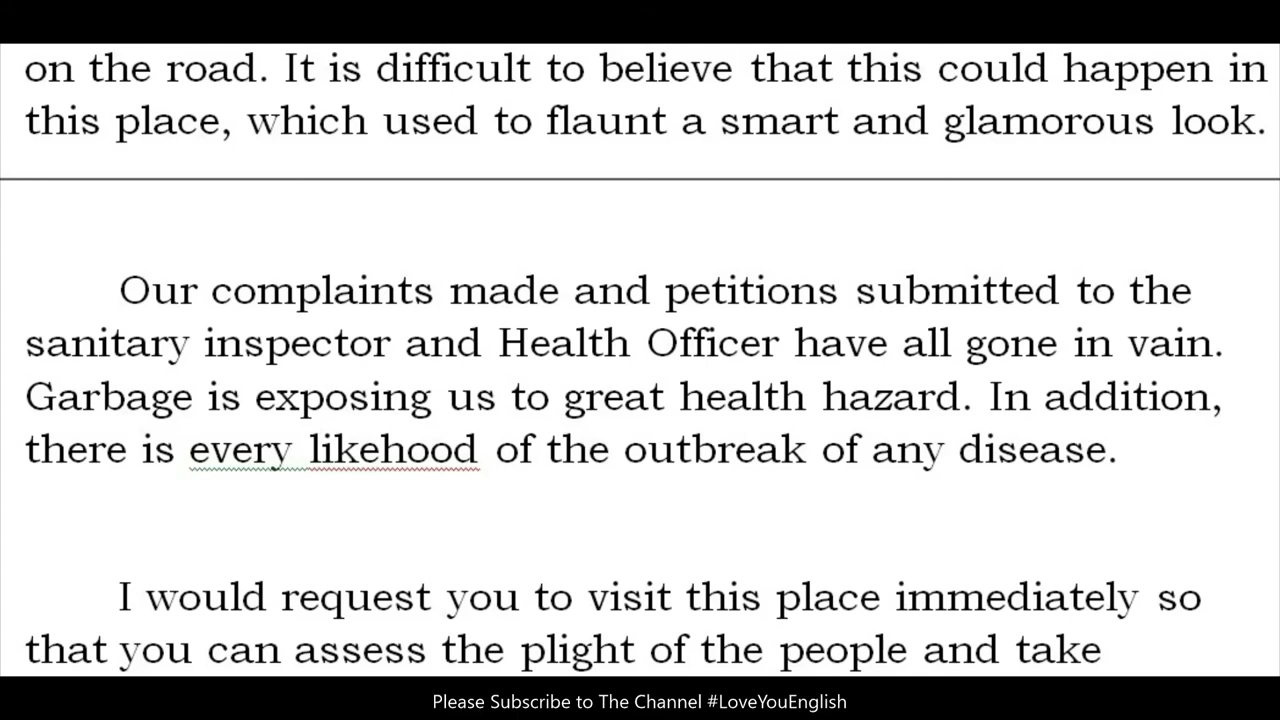 on the road. It is difficult to believe that this could happen in
this place, which used to flaunt a smart and glamorous look.
Our complaints made and petitions submitted to the
sanitary inspector and Health Officer have all gone in vain.
Garbage is exposing us to great health hazard. In addition,
there is every likehood of the outbreak of any disease.
I would request you to visit this place immediately so
that you can assess the plight of the people and take
Please Subscribe to The Channel #LoveYouEnglish